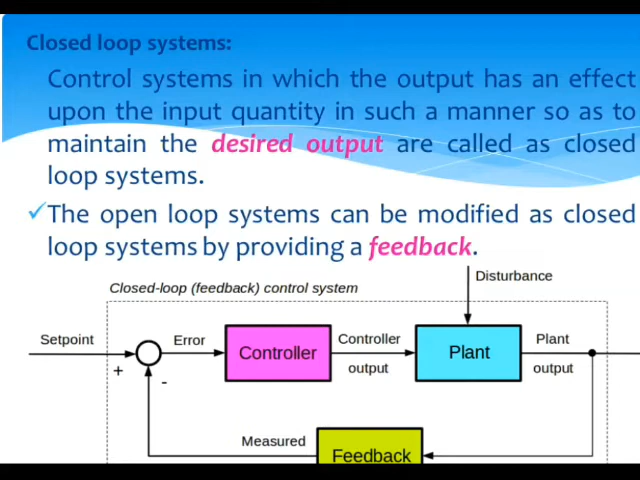 Closed loop systems:
Control systems in which the output has an effect
upon the input quantity in such a manner so as to
maintain the desired output are called as closed
loop systems.
✓The open loop systems can be modified as closed
loop systems by providing a feedback.
Disturbance
Closed-loop (feedback) control system
Setpoint
Error
Controller
Controller
output
Plant
Plant
output
+
-
Measured
Feedback